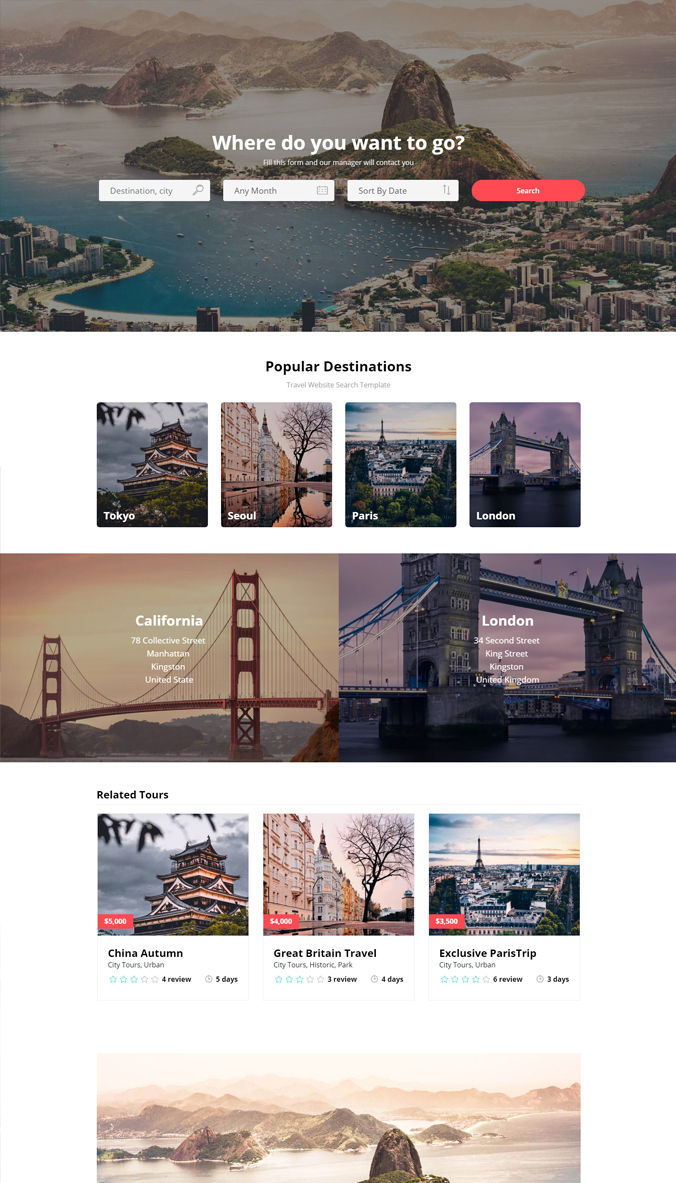 Where do you want to go?
Fill this form and our manager will contact you
Destination, city
Any Month
Sort By Date
Search
Popular Destinations
Travel Website Search Template
Tokyo
Seoul
Paris
London
California
78 Collective Street
Manhattan
Kingston
United State
London
34 Second Street
King Street
Kingston
United Kingdom
Related Tours
$5,000
China Autumn
City Tours, Urban
4 review
5 days
$4,000
Great Britain Travel
City Tours, Historic, Park
3 review
4 days
$3,500
Exclusive ParisTrip
City Tours, Urban
6 review
3 days